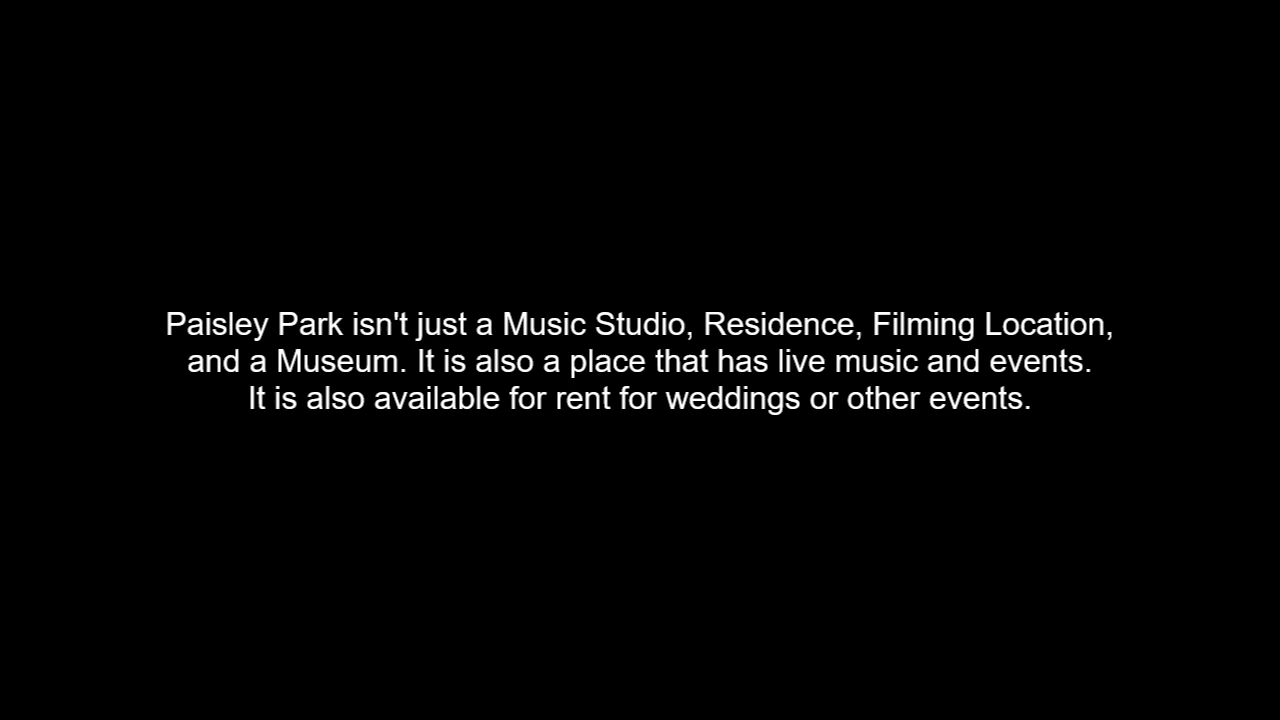 Paisley Park isn't just a Music Studio, Residence, Filming Location,
and a Museum. It is also a place that has live music and events.
It is also available for rent for weddings or other events.